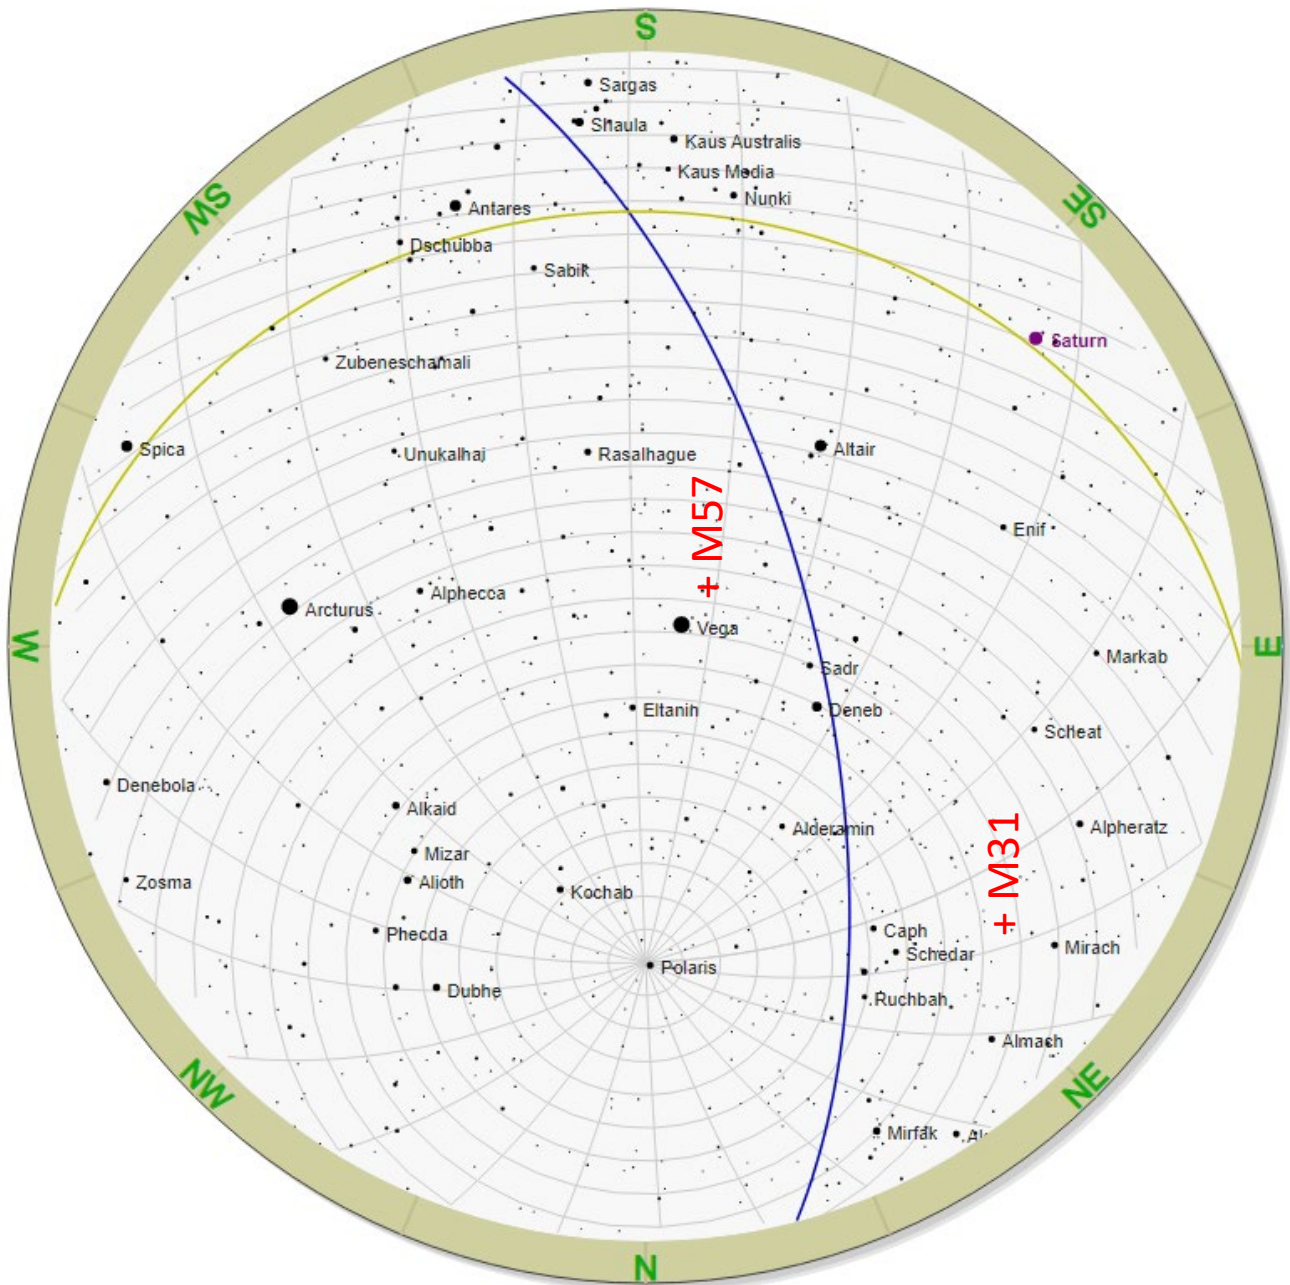 S
Sargas
Shaula
Kaus Australis
Kaus Media
Nunki
SW
Antares
SE
Dschubba
Sabik
Saturn
Zubeneschamali
Spica
Unukalhaj
Rasalhague
Altair
+ M57
Enif
Alphecca
Arcturus
Vega
W
E
Sadr
Markab
Eltanin
Deneb
Scheat
Denebola
Alkaid
Alderamin
Alpheratz
Mizar
+ M31
Zosma
Alioth
Kochab
Phecda
Caph
Schedar
Mirach
Polaris
Dubhe
Ruchbah
Almach
NW
NE
Mirfak
N